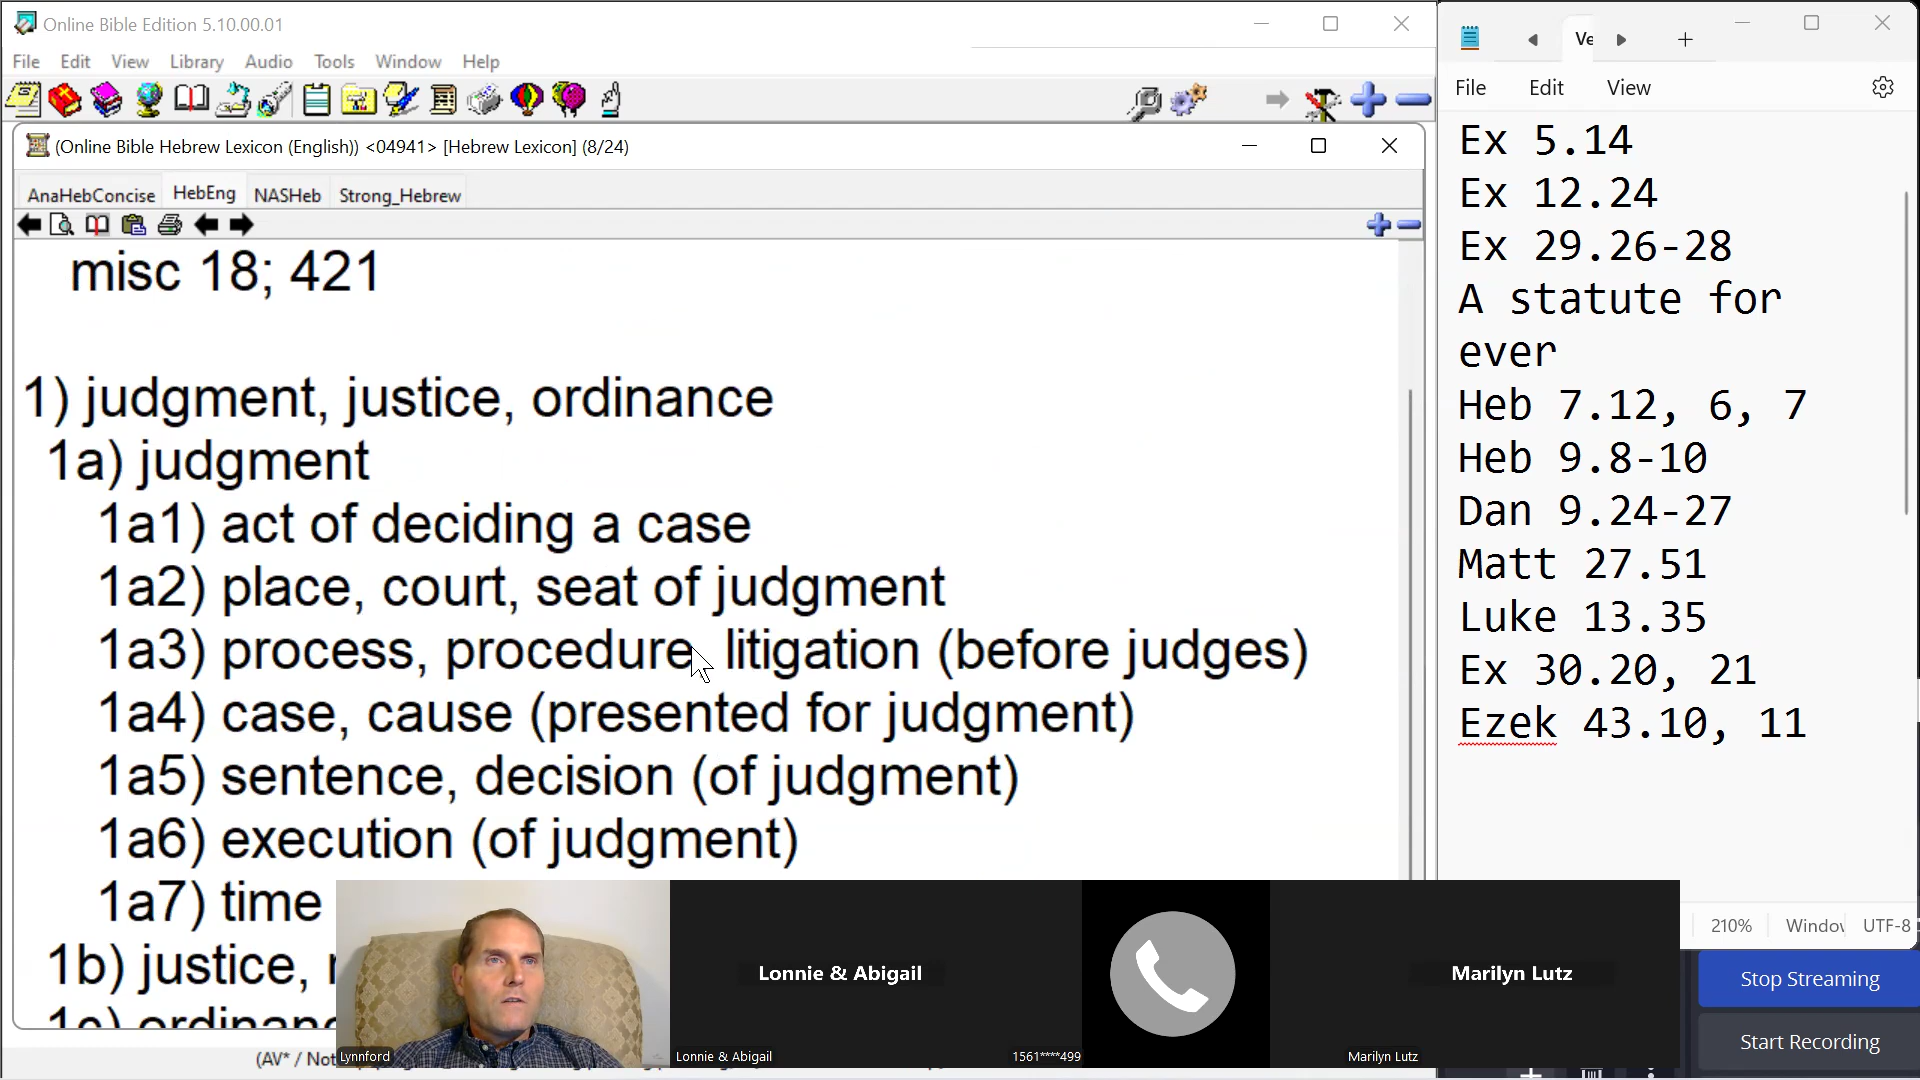 Online Bible Edition 5.10.00.01
File Edit View Library Audio Tools Window Help
(Online Bible Hebrew Lexicon (English)) <04941> [Hebrew Lexicon] (8/24)
AnaHebConcise HebEng NASHeb Strong_Hebrew
misc 18; 421
1) judgment, justice, ordinance
1a) judgment
1a1) act of deciding a case
1a2) place, court, seat of judgment
1a3) process, procedure, litigation (before judges)
1a4) case, cause (presented for judgment)
1a5) sentence, decision (of judgment)
1a6) execution (of judgment)
1a7) time
1b) justice,
1c)
(AV* / Not
Lynnford
Lonnie & Abigail
Lonnie & Abigail
1561****499
Marilyn Lutz
Marilyn Lutz
Ve
File Edit View
Ex 5.14
Ex 12.24
Ex 29.26-28
A statute for
ever
Heb 7.12, 6, 7
Heb 9.8-10
Dan 9.24-27
Matt 27.51
Luke 13.35
Ex 30.20, 21
Ezek 43.10, 11
210% Window UTF-8
Stop Streaming
Start Recording